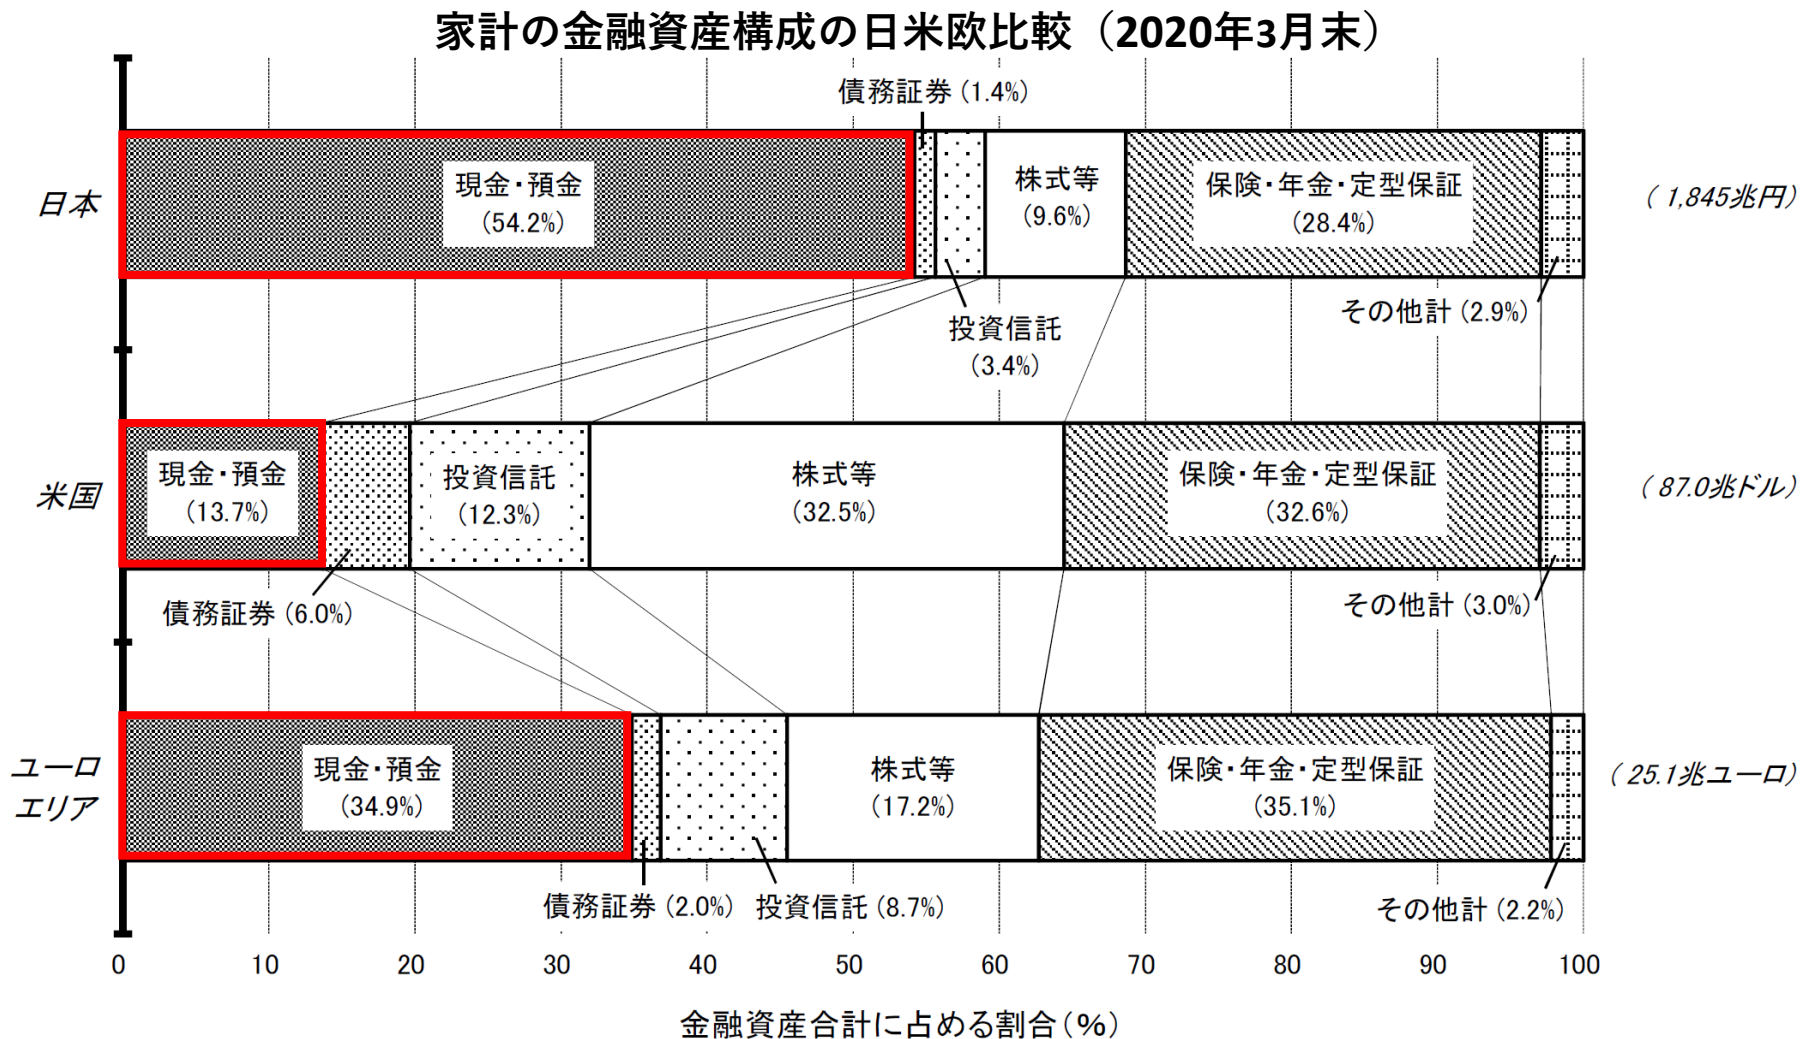 家計の金融資産構成の日米欧比較（2020年3月末）
債務証券(1.4%)
日本
現金・預金
(54.2%)
株式等
(9.6%)
保険・年金・定型保証
(28.4%)
( 1,845兆円)
投資信託
(3.4%)
その他計(2.9%)
米国
現金・預金
(13.7%)
投資信託
(12.3%)
株式等
(32.5%)
保険・年金・定型保証
(32.6%)
( 87.0兆ドル)
債務証券(6.0%)
その他計(3.0%)
ユーロ
エリア
現金・預金
(34.9%)
株式等
(17.2%)
保険・年金・定型保証
(35.1%)
( 25.1兆ユーロ)
債務証券(2.0%)
投資信託(8.7%)
その他計(2.2%)
0 10 20 30 40 50 60 70 80 90 100
金融資産合計に占める割合(%)